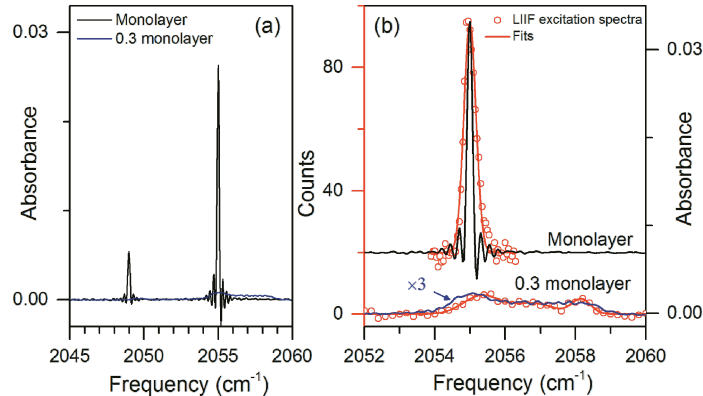 Monolayer
0.3 monolayer
(a)
0.03
0.00
Absorbance
2045 2050 2055 2060
Frequency (cm⁻¹)
(b)
LIIF excitation spectra
Fits
80
40
0
Counts
0.03
0.00
Absorbance
Monolayer
×3
0.3 monolayer
2052 2054 2056 2058 2060
Frequency (cm⁻¹)